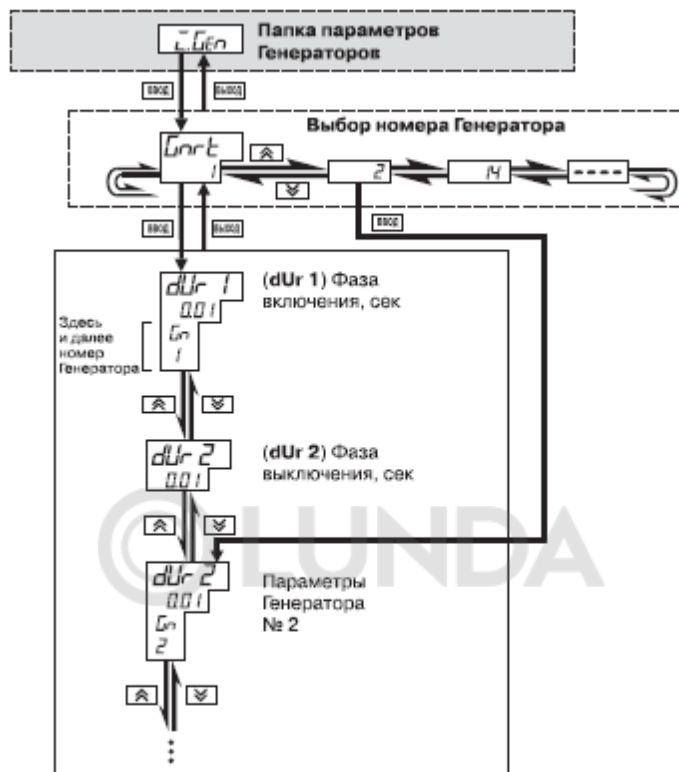 i.GEn
Папка параметров
Генераторов
ввод
выход
Выбор номера Генератора
Gnrt
1
2
14
----
ввод
выход
ввод
dUr 1
0.01
Gn
1
(dUr 1) Фаза
включения, сек
Здесь
и далее
номер
Генератора
dUr 2
0.01
(dUr 2) Фаза
выключения, сек
LUNDA
dUr 2
0.01
Gn
2
Параметры
Генератора
№ 2